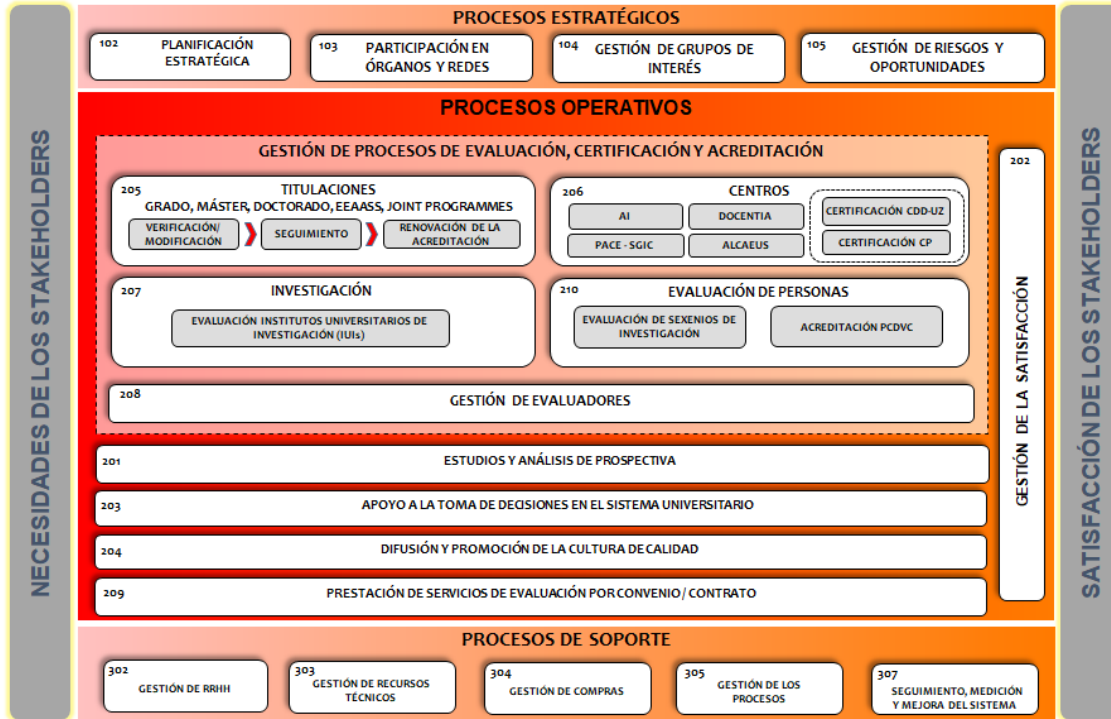 NECESIDADES DE LOS STAKEHOLDERS
PROCESOS ESTRATÉGICOS
102
PLANIFICACIÓN
ESTRATÉGICA
103
PARTICIPACIÓN EN
ÓRGANOS Y REDES
104
GESTIÓN DE GRUPOS DE
INTERÉS
105
GESTIÓN DE RIESGOS Y
OPORTUNIDADES
PROCESOS OPERATIVOS
GESTIÓN DE PROCESOS DE EVALUACIÓN, CERTIFICACIÓN Y ACREDITACIÓN
205
TITULACIONES
GRADO, MÁSTER, DOCTORADO, EEAASS, JOINT PROGRAMMES
VERIFICACIÓN/
MODIFICACIÓN
SEGUIMIENTO
RENOVACIÓN DE LA
ACREDITACIÓN
206
CENTROS
AI
DOCENTIA
PACE - SGIC
ALCAEUS
CERTIFICACIÓN CDD-UZ
CERTIFICACIÓN CP
207
INVESTIGACIÓN
EVALUACIÓN INSTITUTOS UNIVERSITARIOS DE
INVESTIGACIÓN (IUIs)
210
EVALUACIÓN DE PERSONAS
EVALUACIÓN DE SEXENIOS DE
INVESTIGACIÓN
ACREDITACIÓN PCDVC
208
GESTIÓN DE EVALUADORES
201
ESTUDIOS Y ANÁLISIS DE PROSPECTIVA
203
APOYO A LA TOMA DE DECISIONES EN EL SISTEMA UNIVERSITARIO
204
DIFUSIÓN Y PROMOCIÓN DE LA CULTURA DE CALIDAD
209
PRESTACIÓN DE SERVICIOS DE EVALUACIÓN POR CONVENIO / CONTRATO
202
GESTIÓN DE LA SATISFACCIÓN
PROCESOS DE SOPORTE
302
GESTIÓN DE RRHH
303
GESTIÓN DE RECURSOS
TÉCNICOS
304
GESTIÓN DE COMPRAS
305
GESTIÓN DE LOS
PROCESOS
307
SEGUIMIENTO, MEDICIÓN
Y MEJORA DEL SISTEMA
SATISFACCIÓN DE LOS STAKEHOLDERS